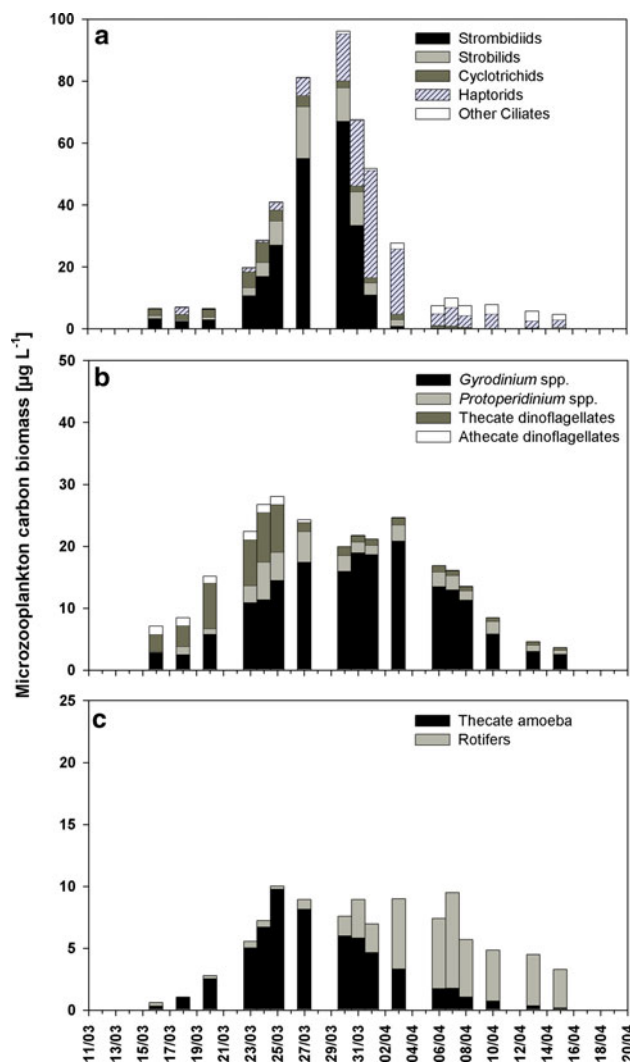 a
100
80
60
40
20
0
Strombidiids
Strobilids
Cyclotrichids
Haptorids
Other Ciliates
b
50
40
30
20
10
0
Gyrodinium spp.
Protoperidinium spp.
Thecate dinoflagellates
Athecate dinoflagellates
c
25
20
15
10
5
0
Thecate amoeba
Rotifers
Microzooplankton carbon biomass [µg L⁻¹]
11/03
13/03
15/03
17/03
19/03
21/03
23/03
25/03
27/03
29/03
31/03
02/04
04/04
06/04
08/04
10/04
12/04
14/04
16/04
18/04
20/04